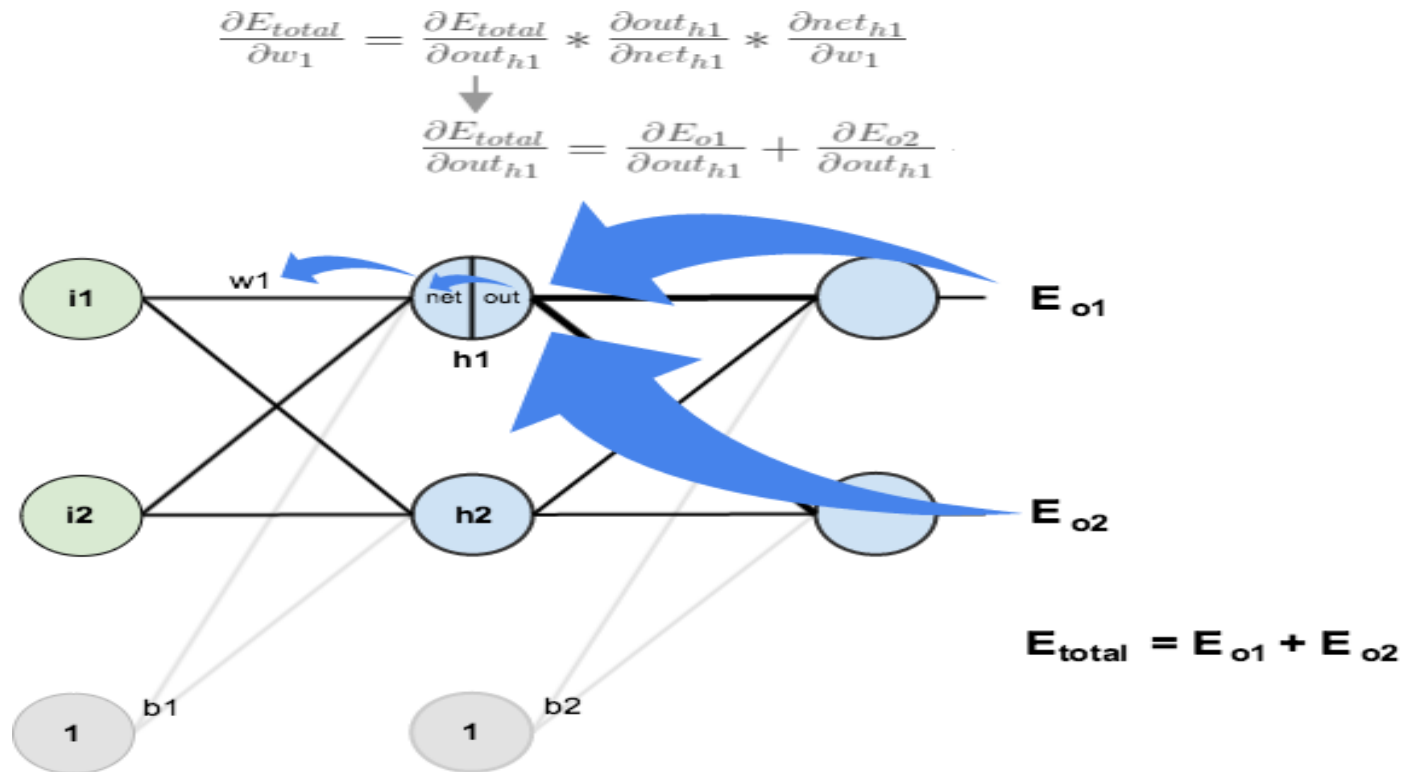 ∂E_total/∂w_1 = ∂E_total/∂out_h1 * ∂out_h1/∂net_h1 * ∂net_h1/∂w_1
∂E_total/∂out_h1 = ∂E_o1/∂out_h1 + ∂E_o2/∂out_h1
w1
i1
net
out
E o1
h1
i2
h2
E o2
E total = E o1 + E o2
b1
b2
1
1